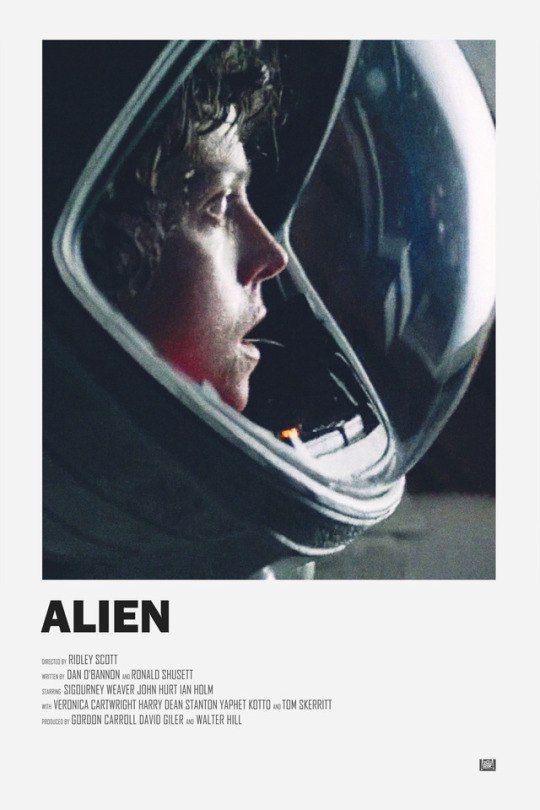 ALIEN
DIRECTED BY RIDLEY SCOTT
WRITTEN BY DAN O'BANNON AND RONALD SHUSETT
STARRING SIGOURNEY WEAVER JOHN HURT IAN HOLM
WITH VERONICA CARTWRIGHT HARRY DEAN STANTON YAPHET KOTTO AND TOM SKERRITT
PRODUCED BY GORDON CARROLL DAVID GILER AND WALTER HILL